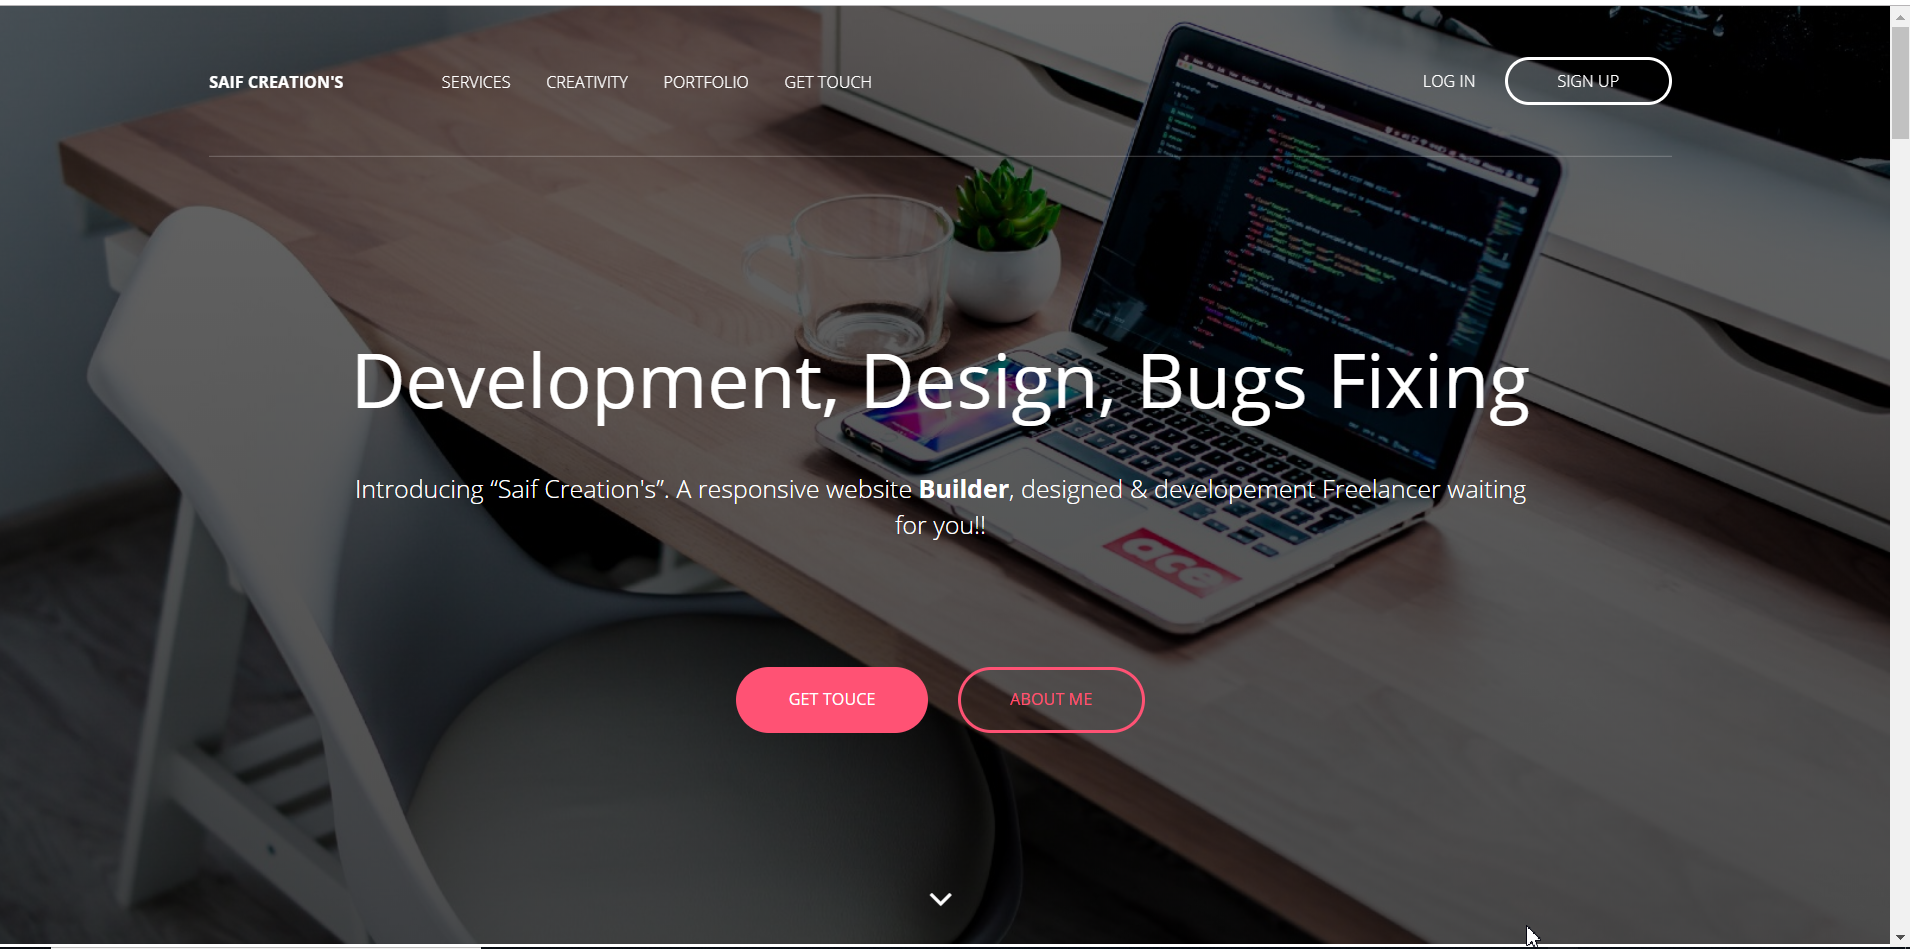 SAIF CREATION'S SERVICES CREATIVITY PORTFOLIO GET TOUCH LOG IN SIGN UP
Development, Design, Bugs Fixing
Introducing “Saif Creation's”. A responsive website Builder, designed & developement Freelancer waiting
for you!!
ace
GET TOUCE ABOUT ME